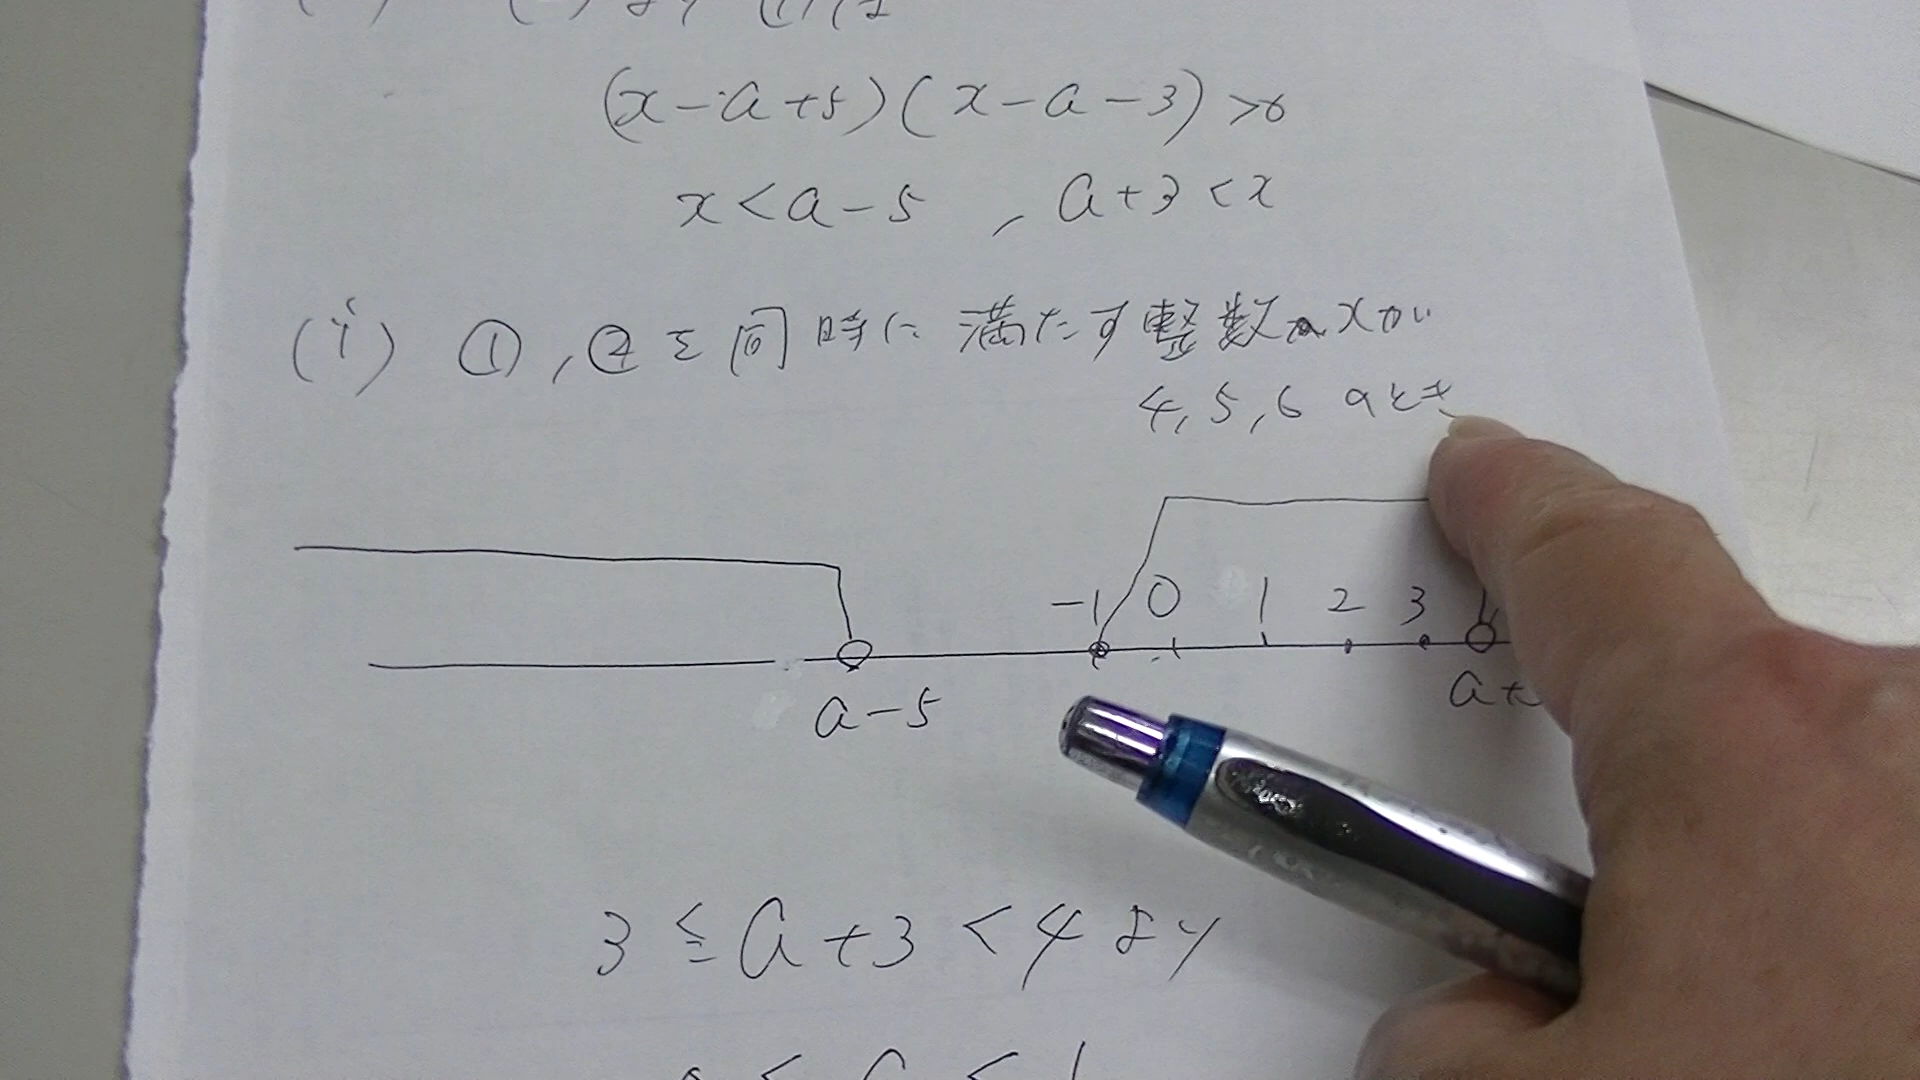 (x-a+5)(x-a-3)>0
x<a-5 , a+3<x
(i) ①,②を同時に満たす整数のxが
4,5,6 のとき
-1 0 1 2 3
a-5 a+
3≦a+3<4より